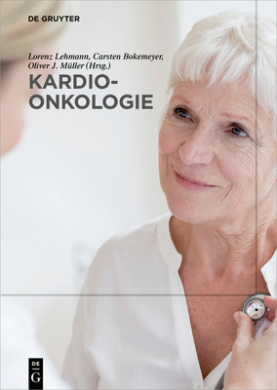 DE GRUYTER
Lorenz Lehmann, Carsten Bokemeyer,
Oliver J. Müller (Hrsg.)
KARDIO-
ONKOLOGIE
DE
G